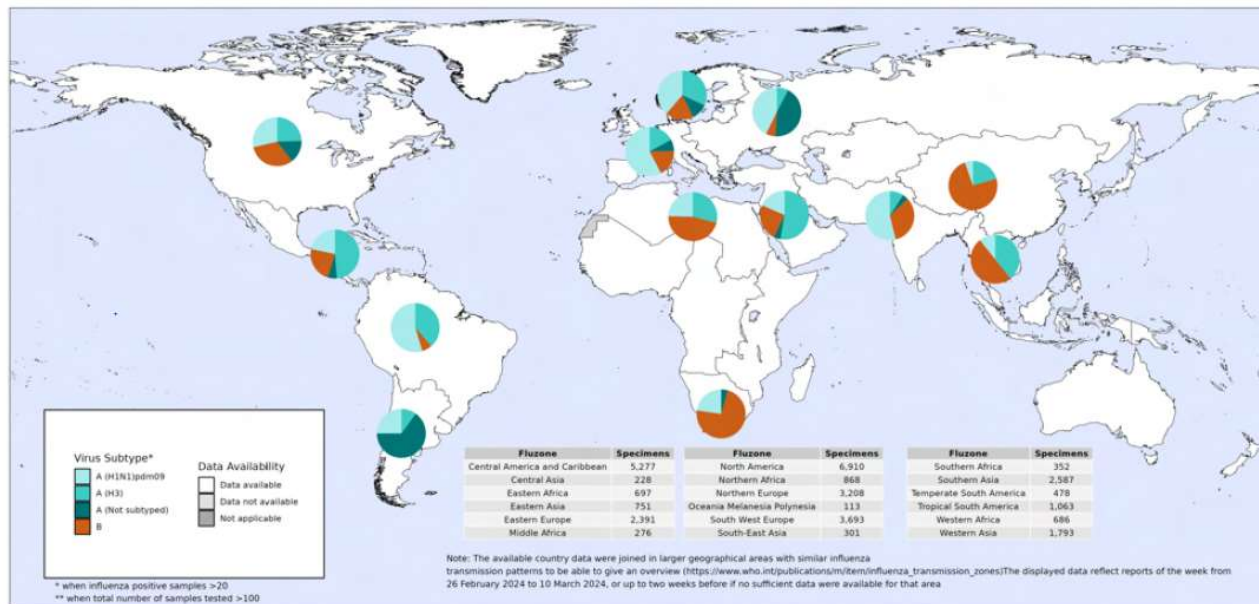 Virus Subtype*
A (H1N1)pdm09
A (H3)
A (Not subtyped)
B
Data Availability
Data available
Data not available
Not applicable
* when influenza positive samples >20
** when total number of samples tested >100
Fluzone Specimens
Central America and Caribbean 5,277
Central Asia 228
Eastern Africa 697
Eastern Asia 751
Eastern Europe 2,391
Middle Africa 276
Fluzone Specimens
North America 6,910
Northern Africa 868
Northern Europe 3,208
Oceania Melanesia Polynesia 113
South West Europe 3,693
South-East Asia 301
Fluzone Specimens
Southern Africa 352
Southern Asia 2,587
Temperate South America 478
Tropical South America 1,063
Western Africa 686
Western Asia 1,793
Note: The available country data were joined in larger geographical areas with similar influenza
transmission patterns to be able to give an overview (https://www.who.int/publications/m/item/influenza_transmission_zones)The displayed data reflect reports of the week from
26 February 2024 to 10 March 2024, or up to two weeks before if no sufficient data were available for that area